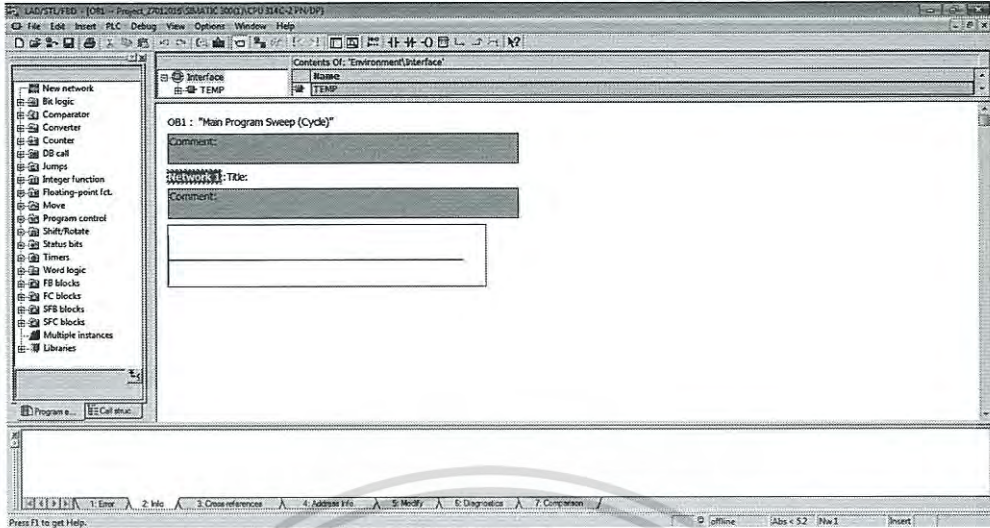 LAD/STL/FBD - [OB1 -- Project_27012015\SIMATIC 300(1)\CPU 314C-2 PN/DP]
File Edit Insert PLC Debug View Options Window Help
Contents Of: 'Environment\Interface'
Interface
TEMP
Name
TEMP
New network
Bit logic
Comparator
Converter
Counter
DB call
Jumps
Integer function
Floating-point fct.
Move
Program control
Shift/Rotate
Status bits
Timers
Word logic
FB blocks
FC blocks
SFB blocks
SFC blocks
Multiple instances
Libraries
Program e...
Call struc...
OB1 : "Main Program Sweep (Cycle)"
Comment:
Network 1: Title:
Comment:
1: Error
2: Info
3: Cross-references
4: Address info
5: Modify
6: Diagnostics
7: Comparison
Press F1 to get Help.
offline
Abs < 5.2
Nw 1
Insert